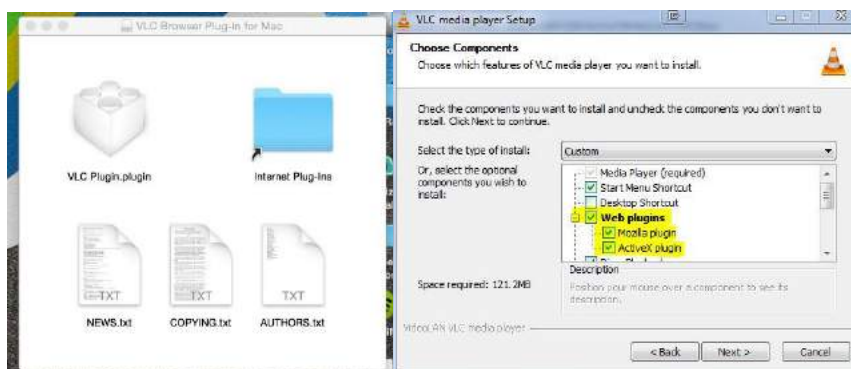 VLC Browser Plug-In for Mac
VLC Plugin.plugin
Internet Plug-Ins
TXT
TXT
TXT
NEWS.txt
COPYING.txt
AUTHORS.txt
VLC media player Setup
Choose Components
Choose which features of VLC media player you want to install.
Check the components you want to install and uncheck the components you don't want to
install. Click Next to continue.
Select the type of install:
Custom
Or, select the optional
components you wish to
install:
Media Player (required)
Start Menu Shortcut
Desktop Shortcut
Web plugins
Mozilla plugin
ActiveX plugin
Space required: 121.2MB
Description
Position your mouse over a component to see its
description.
VideoLAN VLC media player
< Back
Next >
Cancel